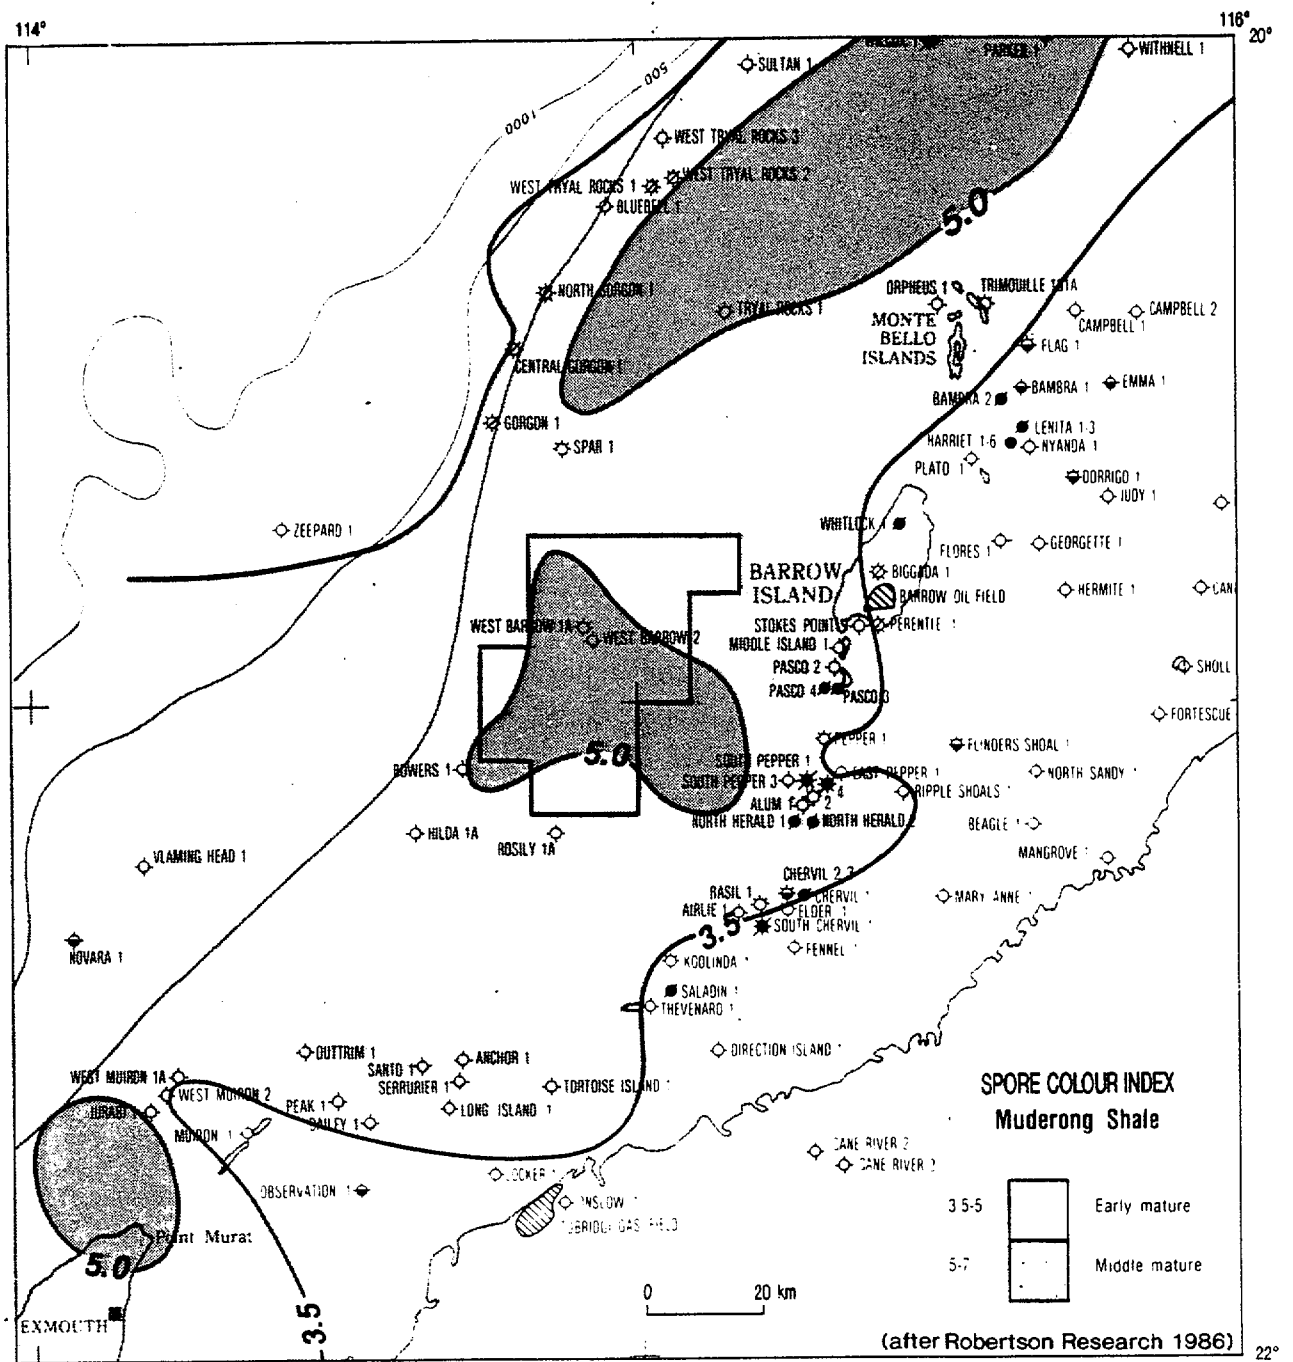 114°
116°
20°
SULTAN 1
PARKER 1
WITHNELL 1
500
1000
WEST TRYAL ROCKS 3
WEST TRYAL ROCKS 2
WEST TRYAL ROCKS 1
BLUEBELL 1
5.0
NORTH GORGON 1
TRYAL ROCKS 1
ORPHEUS 1
TRIMOUILLE 1&1A
MONTE
BELLO
ISLANDS
CAMPBELL 1
CAMPBELL 2
FLAG 1
CENTRAL GORGON 1
BAMBRA 1
EMMA 1
BAMBRA 2
GORGON 1
LENITA 1-3
HARRIET 1-6
NYANDA 1
SPAR 1
PLATO 1
DORRIGO 1
JUDY 1
ZEEPARD 1
WHITLOCK 1
FLORES 1
GEORGETTE 1
BARROW
ISLAND
BIGGADA 1
BARROW OIL FIELD
HERMITE 1
CAN
WEST BARROW 1A
WEST BARROW 2
STOKES POINT
PERENTIE 1
MIDDLE ISLAND 1
PASCO 2
SHOLL
PASCO 4
PASCO 3
FORTESCUE
PEPPER 1
FLINDERS SHOAL 1
5.0
SOUTH PEPPER 1
BOWERS 1
EAST PEPPER 1
NORTH SANDY 1
SOUTH PEPPER 3
4
RIPPLE SHOALS 1
ALUM 1
2
NORTH HERALD 1
NORTH HERALD 2
BEAGLE 1
HILDA 1A
ROSILY 1A
MANGROVE 1
VLAMING HEAD 1
CHERVIL 2,3
BASIL 1
CHERVIL 1
MARY ANNE 1
AIRLIE 1
ELDER 1
3.5
SOUTH CHERVIL 1
NOVARA 1
FENNEL 1
KOOLINDA 1
SALADIN 1
THEVENARD 1
OUTTRIM 1
ANCHOR 1
DIRECTION ISLAND 1
SANTO 1
WEST MUIRON 1A
SERRURIER 1
TORTOISE ISLAND 1
WEST MUIRON 2
PEAK 1
LONG ISLAND 1
JURABI 1
BAILEY 1
MUIRON 1
SPORE COLOUR INDEX
Muderong Shale
CANE RIVER 2
CANE RIVER
LOCKER 1
OBSERVATION 1
ONSLOW 1
TUBRIDGI GAS FIELD
3.5-5
Early mature
Point Murat
5.0
5-7
Middle mature
0
20 km
3.5
EXMOUTH
(after Robertson Research 1986)
22°